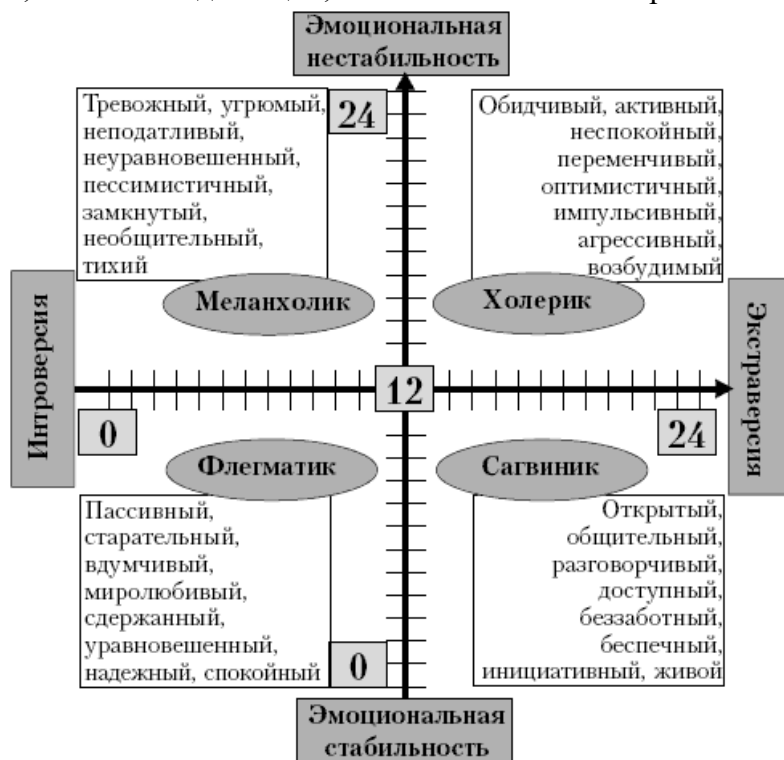 Эмоциональная
нестабильность
Тревожный, угрюмый,
неподатливый,
неуравновешенный,
пессимистичный,
замкнутый,
необщительный,
тихий
24
Обидчивый, активный,
неспокойный,
переменчивый,
оптимистичный,
импульсивный,
агрессивный,
возбудимый
Меланхолик
Холерик
Интроверсия
Экстраверсия
12
0
24
Флегматик
Сагвиник
Пассивный,
старательный,
вдумчивый,
миролюбивый,
сдержанный,
уравновешенный,
надежный, спокойный
0
Открытый,
общительный,
разговорчивый,
доступный,
беззаботный,
беспечный,
инициативный, живой
Эмоциональная
стабильность